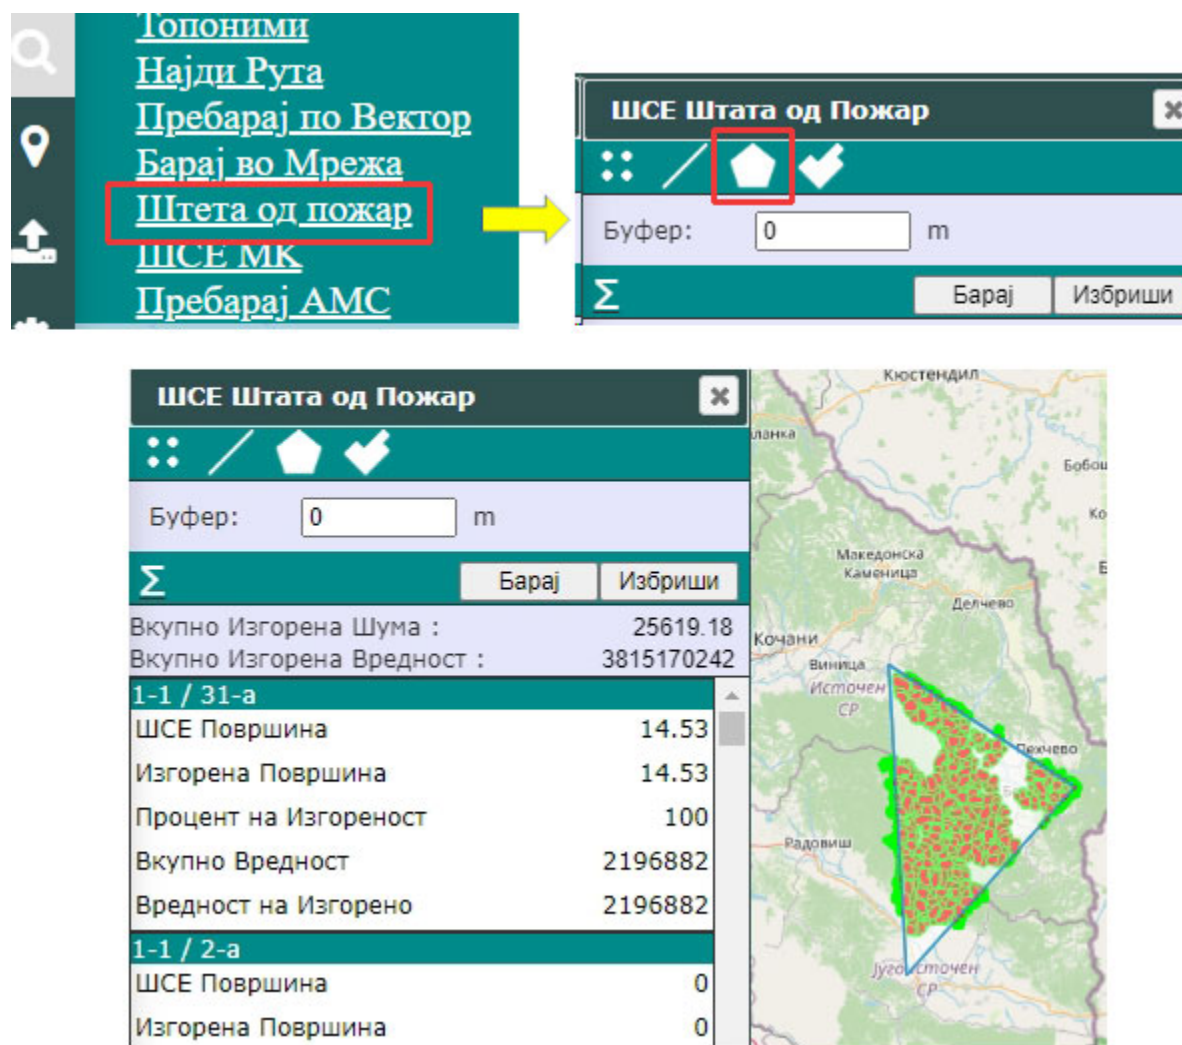 Топоними
Најди Рута
Пребарај по Вектор
Барај во Мрежа
Штета од пожар
ШСЕ МК
Пребарај АМС
ШСЕ Штата од Пожар
Буфер: 0 m
Σ Барај Избриши
ШСЕ Штата од Пожар
Буфер: 0 m
Σ Барај Избриши
Вкупно Изгорена Шума : 25619.18
Вкупно Изгорена Вредност : 3815170242
1-1 / 31-a
ШСЕ Површина 14.53
Изгорена Површина 14.53
Процент на Изгореност 100
Вкупно Вредност 2196882
Вредност на Изгорено 2196882
1-1 / 2-a
ШСЕ Површина 0
Изгорена Површина 0
Кюстендил
ланка
Бобош
Ко
Македонска
Каменица
Делчево
Кочани
Виница
Источен
СР
Пехчево
Радовиш
Југоисточен
СР